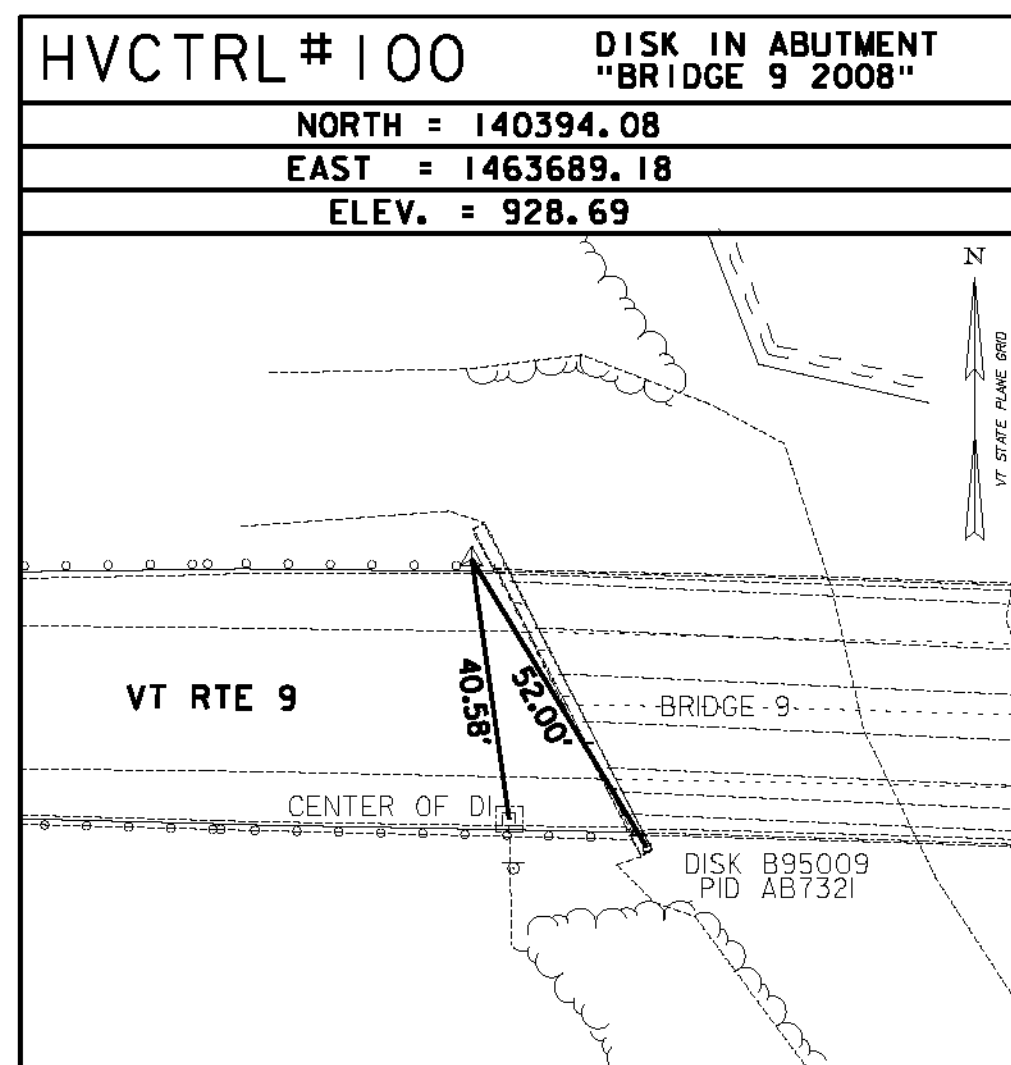 HVCTRL#100
DISK IN ABUTMENT
"BRIDGE 9 2008"
NORTH = 140394.08
EAST = 1463689.18
ELEV. = 928.69
N
VT STATE PLANE GRID
VT RTE 9
40.58'
52.00'
BRIDGE 9
CENTER OF DI
DISK B95009
PID AB7321